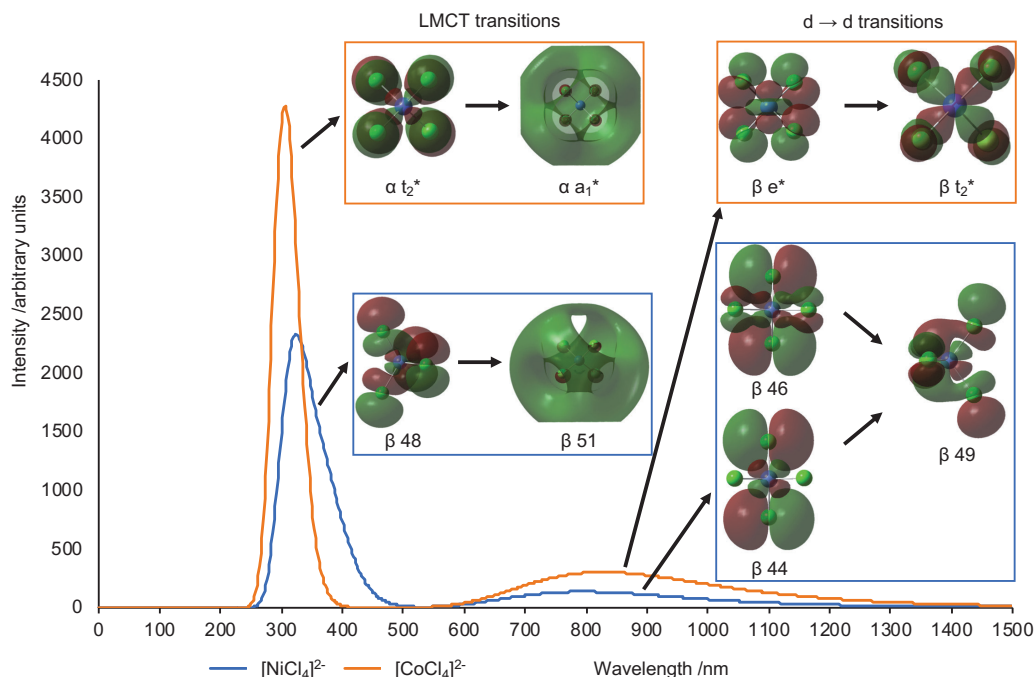 LMCT transitions
d → d transitions
Intensity /arbitrary units
4500
4000
3500
3000
2500
2000
1500
1000
500
0
α t₂*
α a₁*
β e*
β t₂*
β 48
β 51
β 46
β 44
β 49
0 100 200 300 400 500 600 700 800 900 1000 1100 1200 1300 1400 1500
[NiCl₄]²⁻
[CoCl₄]²⁻
Wavelength /nm